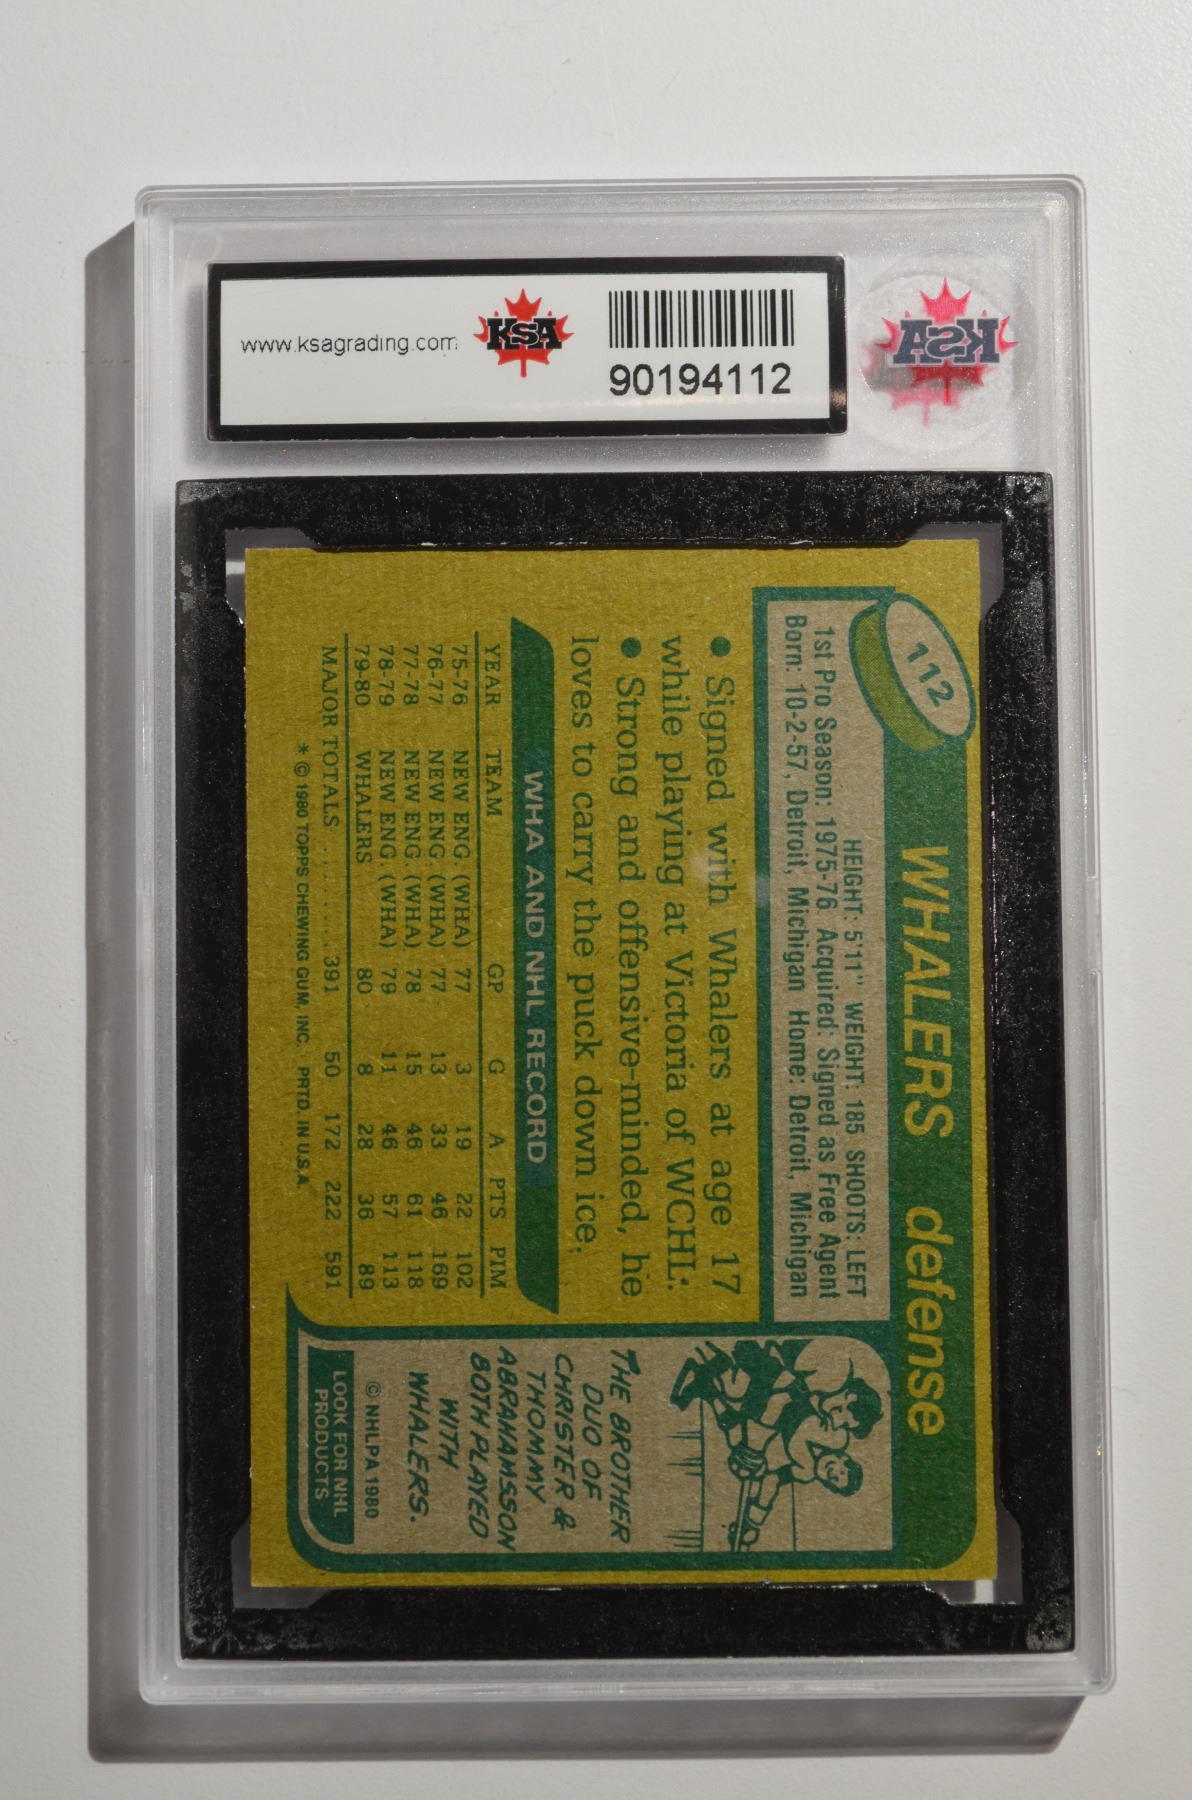 www.ksagrading.com
KSA
90194112
KSA
112
WHALERS defense
HEIGHT: 5'11" WEIGHT: 185 SHOOTS: LEFT
1st Pro Season: 1975-76 Acquired: Signed as Free Agent
Born: 10-2-57, Detroit, Michigan Home: Detroit, Michigan
● Signed with Whalers at age 17
while playing at Victoria of WCHL:
● Strong and offensive-minded, he
loves to carry the puck down ice.
WHA AND NHL RECORD
YEAR TEAM GP G A PTS PIM
75-76 NEW ENG. (WHA) 77 3 19 22 102
76-77 NEW ENG. (WHA) 77 13 33 46 169
77-78 NEW ENG. (WHA) 78 15 46 61 118
78-79 NEW ENG. (WHA) 79 11 46 57 113
79-80 WHALERS 80 8 28 36 89
MAJOR TOTALS .......... 391 50 172 222 591
* © 1980 TOPPS CHEWING GUM, INC. PRTD. IN U.S.A.
THE BROTHER
DUO OF
CHRISTER &
THOMMY
ABRAHAMSSON
BOTH PLAYED
WITH
WHALERS.
© NHLPA 1980
LOOK FOR NHL
PRODUCTS